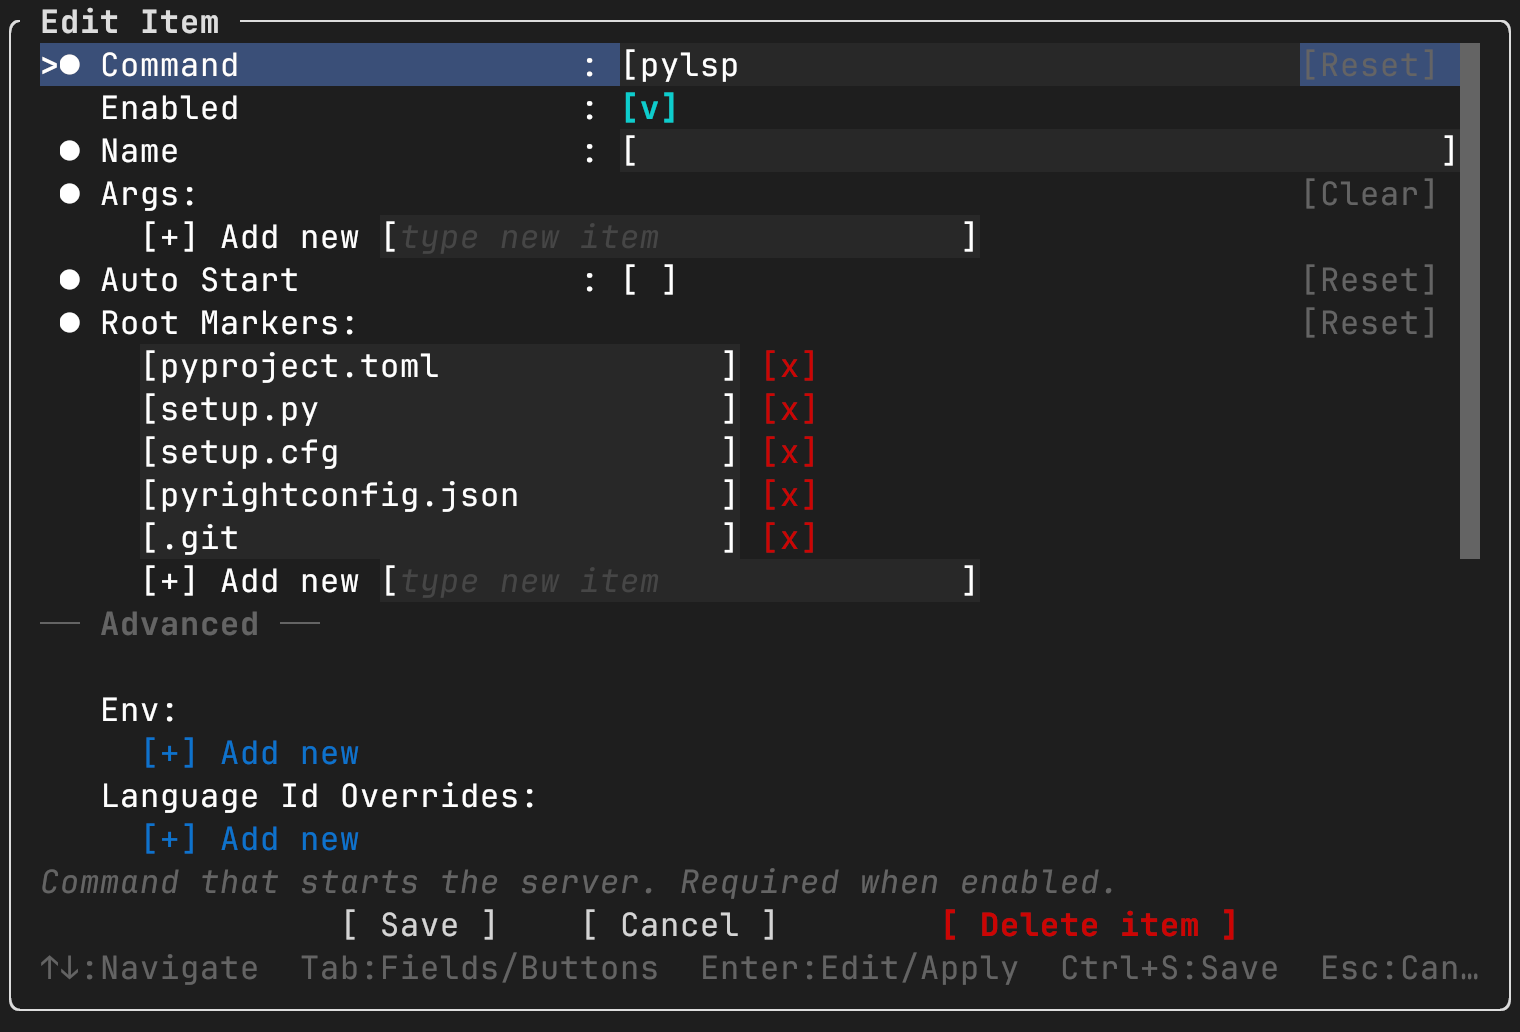 Edit Item
>● Command : [pylsp [Reset]
Enabled : [v]
● Name : [ ]
● Args: [Clear]
[+] Add new [type new item ]
● Auto Start : [ ] [Reset]
● Root Markers: [Reset]
[pyproject.toml ] [x]
[setup.py ] [x]
[setup.cfg ] [x]
[pyrightconfig.json ] [x]
[.git ] [x]
[+] Add new [type new item ]
── Advanced ──
Env:
[+] Add new
Language Id Overrides:
[+] Add new
Command that starts the server. Required when enabled.
[ Save ] [ Cancel ] [ Delete item ]
↑↓:Navigate Tab:Fields/Buttons Enter:Edit/Apply Ctrl+S:Save Esc:Can…